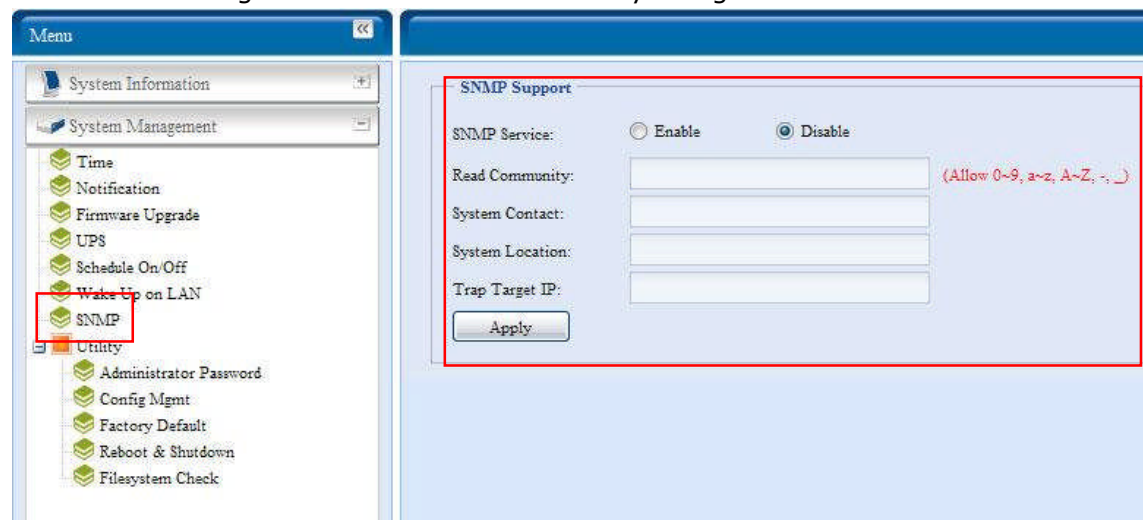 Menu
System Information
System Management
Time
Notification
Firmware Upgrade
UPS
Schedule On/Off
Wake Up on LAN
SNMP
Utility
Administrator Password
Config Mgmt
Factory Default
Reboot & Shutdown
Filesystem Check
SNMP Support
SNMP Service: Enable Disable
Read Community: (Allow 0~9, a~z, A~Z, -, _)
System Contact:
System Location:
Trap Target IP:
Apply